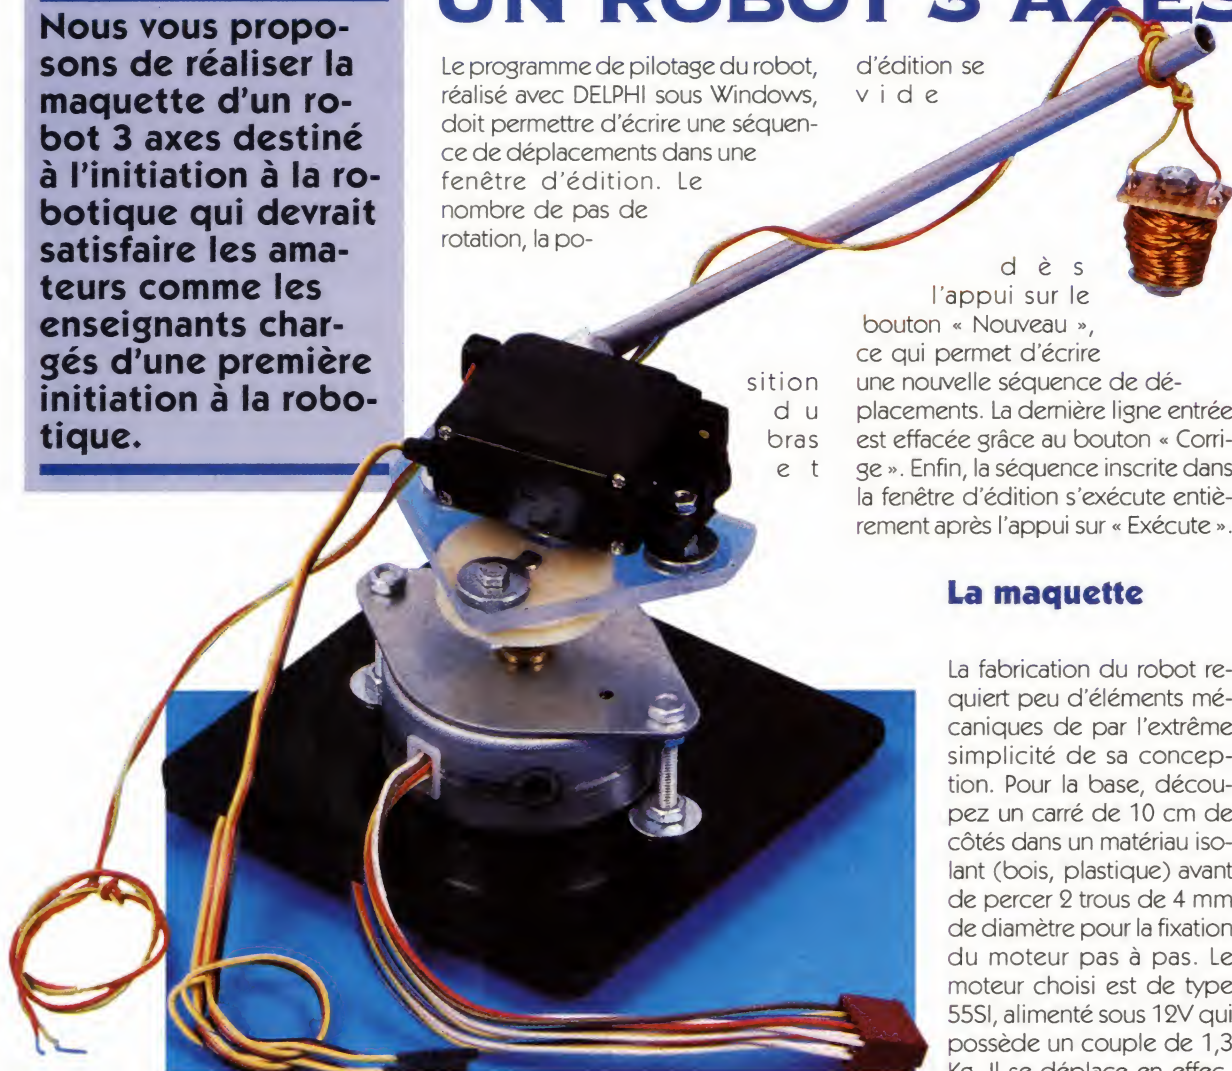 UN ROBOT 3 AXES
Nous vous propo-
sons de réaliser la
maquette d'un ro-
bot 3 axes destiné
à l'initiation à la ro-
botique qui devrait
satisfaire les ama-
teurs comme les
enseignants char-
gés d'une première
initiation à la robo-
tique.
Le programme de pilotage du robot,
réalisé avec DELPHI sous Windows,
doit permettre d'écrire une séquen-
ce de déplacements dans une
fenêtre d'édition. Le
nombre de pas de
rotation, la po-
sition
du
bras
et
d'édition se
vide
dès
l'appui sur le
bouton « Nouveau »,
ce qui permet d'écrire
une nouvelle séquence de dé-
placements. La dernière ligne entrée
est effacée grâce au bouton « Corri-
ge ». Enfin, la séquence inscrite dans
la fenêtre d'édition s'exécute entiè-
rement après l'appui sur « Exécute ».
La maquette
La fabrication du robot re-
quiert peu d'éléments mé-
caniques de par l'extrême
simplicité de sa concep-
tion. Pour la base, décou-
pez un carré de 10 cm de
côtés dans un matériau iso-
lant (bois, plastique) avant
de percer 2 trous de 4 mm
de diamètre pour la fixation
du moteur pas à pas. Le
moteur choisi est de type
55SI, alimenté sous 12V qui
possède un couple de 1,3
Kg. Il se déplace en effec-